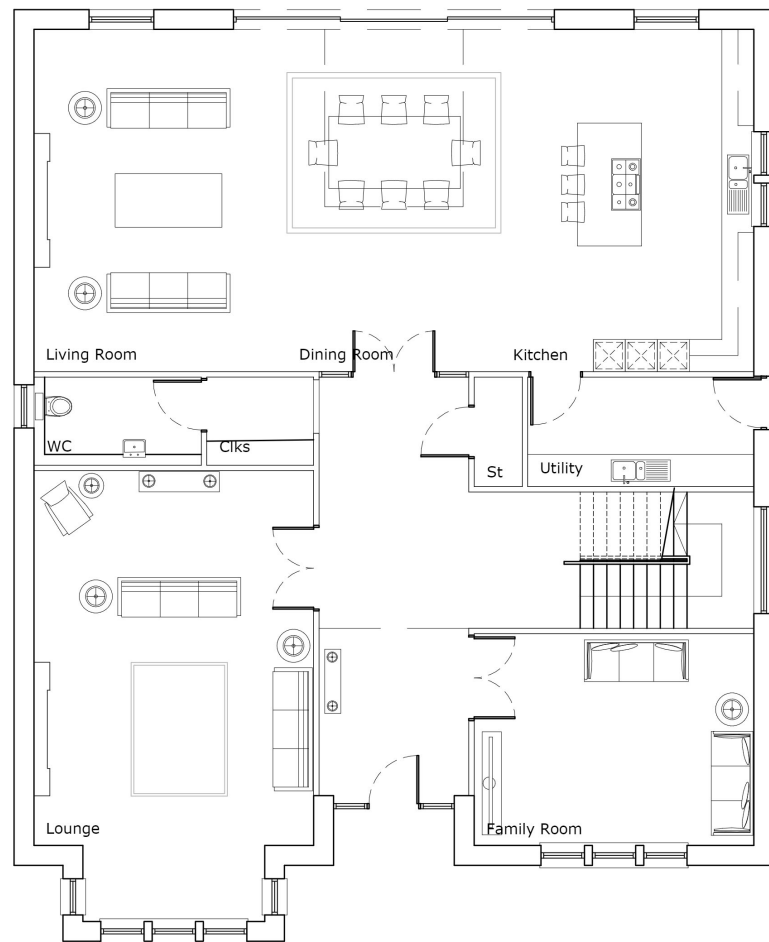 Living Room
Dining Room
Kitchen
WC
Clks
St
Utility
Lounge
Family Room